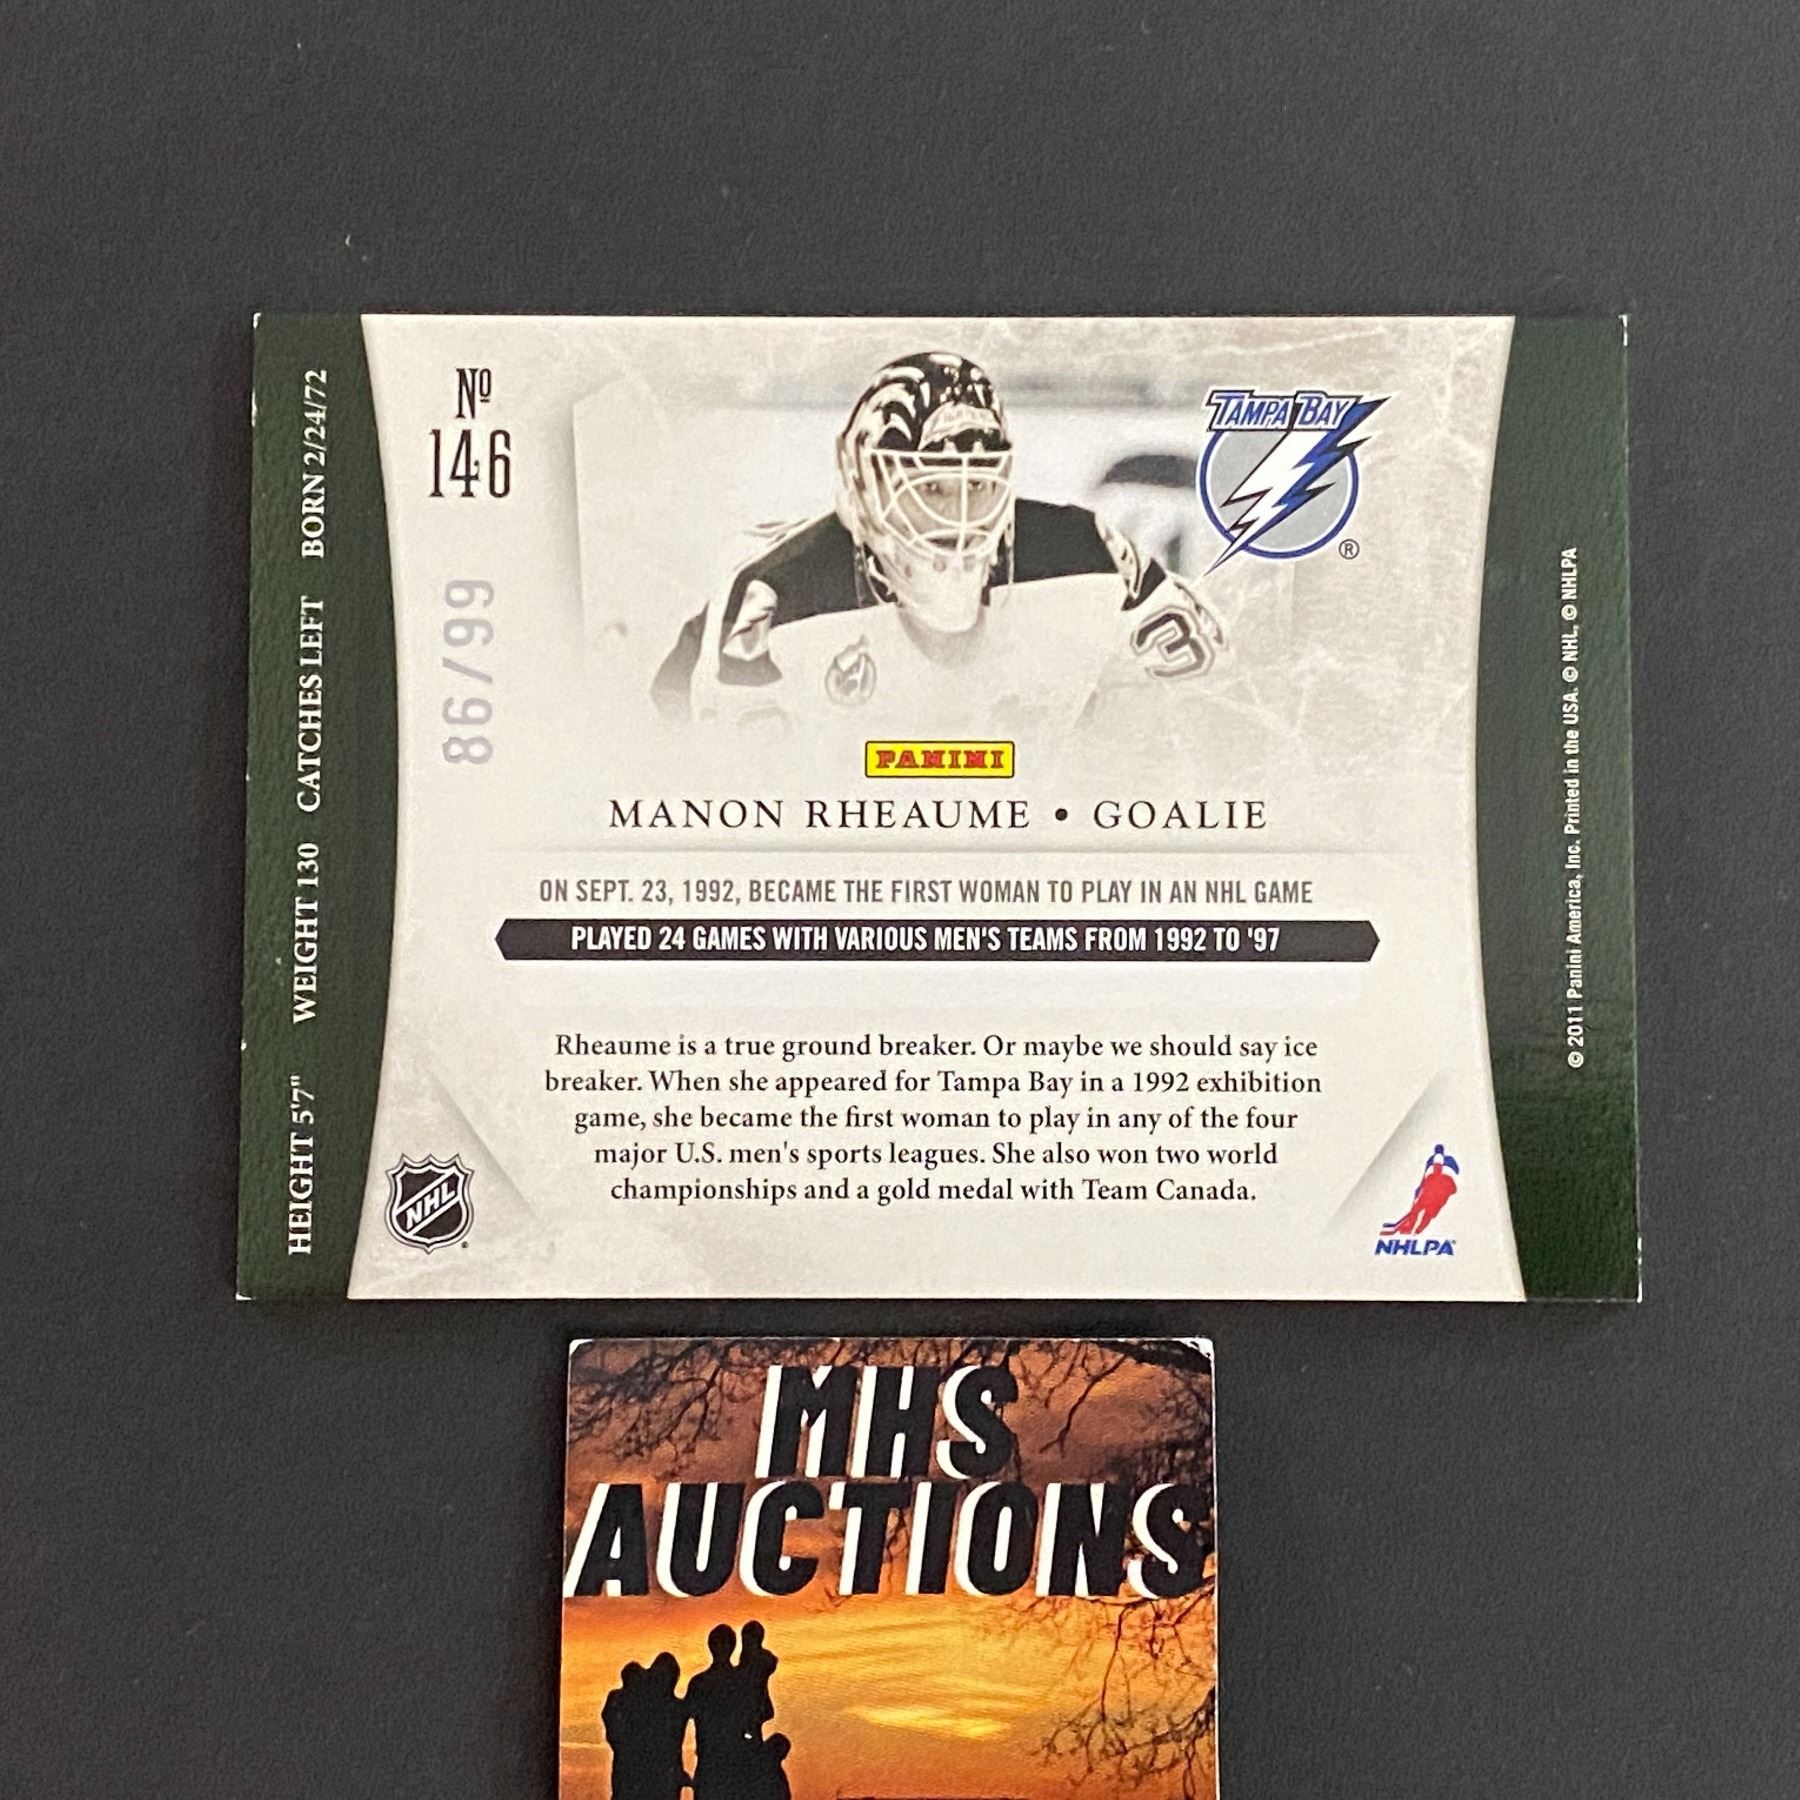 Nº
146
86/99
HEIGHT 5'7" WEIGHT 130 CATCHES LEFT BORN 2/24/72
TAMPA BAY
®
3
PANINI
MANON RHEAUME • GOALIE
ON SEPT. 23, 1992, BECAME THE FIRST WOMAN TO PLAY IN AN NHL GAME
PLAYED 24 GAMES WITH VARIOUS MEN'S TEAMS FROM 1992 TO '97
Rheaume is a true ground breaker. Or maybe we should say ice
breaker. When she appeared for Tampa Bay in a 1992 exhibition
game, she became the first woman to play in any of the four
major U.S. men's sports leagues. She also won two world
championships and a gold medal with Team Canada.
NHL
NHLPA
© 2011 Panini America, Inc. Printed in the USA. © NHL. © NHLPA
MHS
AUCTIONS